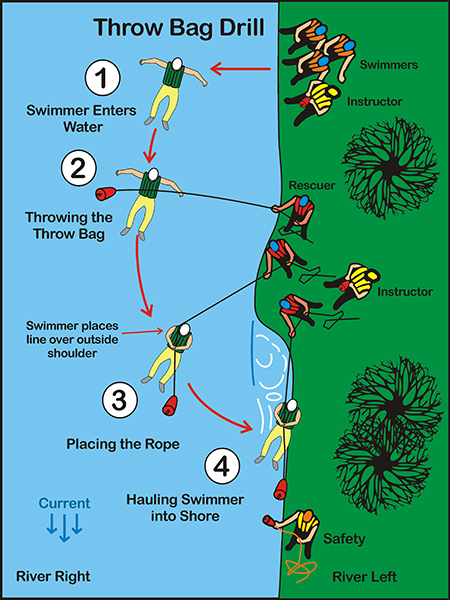 Throw Bag Drill
1
Swimmer Enters
Water
Swimmers
Instructor
2
Throwing the
Throw Bag
Rescuer
Instructor
Swimmer places
line over outside
shoulder
3
Placing the Rope
4
Hauling Swimmer
into Shore
Current
Safety
River Right
River Left